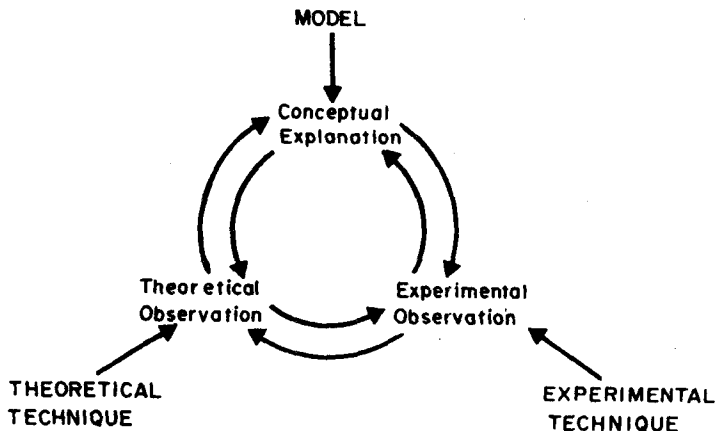 MODEL
Conceptual
Explanation
Theoretical
Observation
Experimental
Observation
THEORETICAL
TECHNIQUE
EXPERIMENTAL
TECHNIQUE